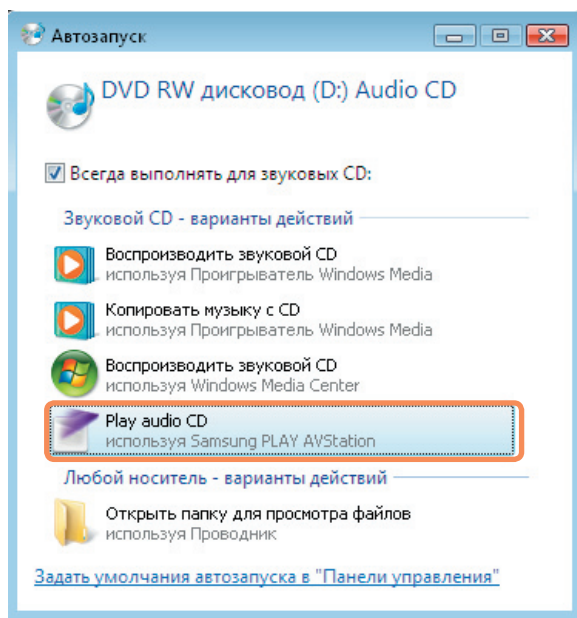 Автозапуск
DVD RW дисковод (D:) Audio CD
Всегда выполнять для звуковых CD:
Звуковой CD - варианты действий
Воспроизводить звуковой CD
используя Проигрыватель Windows Media
Копировать музыку с CD
используя Проигрыватель Windows Media
Воспроизводить звуковой CD
используя Windows Media Center
Play audio CD
используя Samsung PLAY AVStation
Любой носитель - варианты действий
Открыть папку для просмотра файлов
используя Проводник
Задать умолчания автозапуска в "Панели управления"